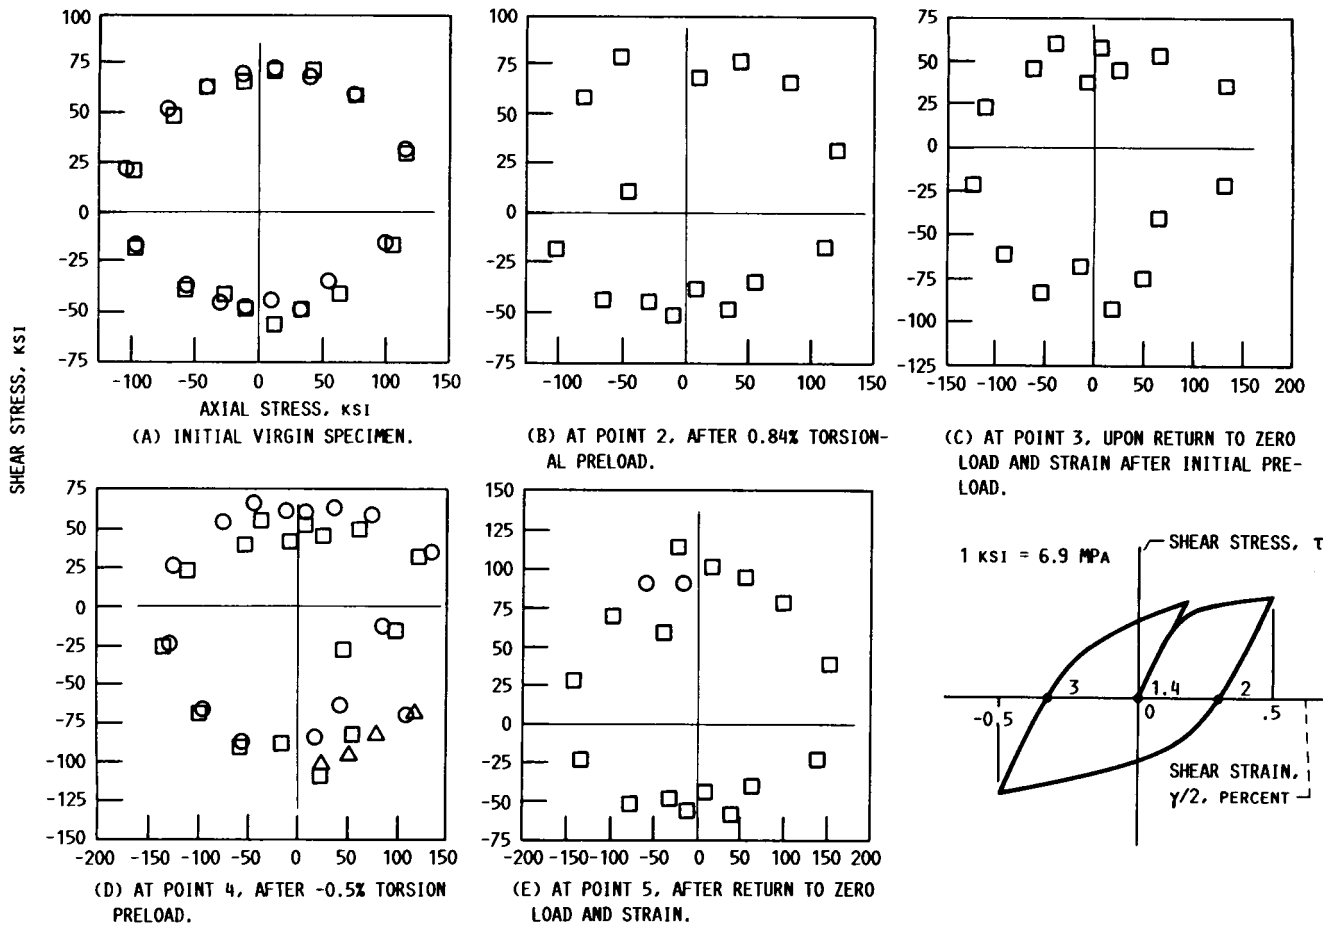 SHEAR STRESS, KSI
100
75
50
25
0
-25
-50
-75
-100 -50 0 50 100 150
AXIAL STRESS, KSI
(A) INITIAL VIRGIN SPECIMEN.
100
75
50
25
0
-25
-50
-75
-100 -50 0 50 100 150
(B) AT POINT 2, AFTER 0.84% TORSION-
AL PRELOAD.
75
50
25
0
-25
-50
-75
-100
-125
-150 -100 -50 0 50 100 150 200
(C) AT POINT 3, UPON RETURN TO ZERO
LOAD AND STRAIN AFTER INITIAL PRE-
LOAD.
75
50
25
0
-25
-50
-75
-100
-125
-150
-200 -150 -100 -50 0 50 100 150
(D) AT POINT 4, AFTER -0.5% TORSION
PRELOAD.
150
125
100
75
50
25
0
-25
-50
-75
-200 -150 -100 -50 0 50 100 150 200
(E) AT POINT 5, AFTER RETURN TO ZERO
LOAD AND STRAIN.
1 KSI = 6.9 MPA
SHEAR STRESS, τ
3
1.4
2
-0.5
0
.5
SHEAR STRAIN,
γ/2, PERCENT